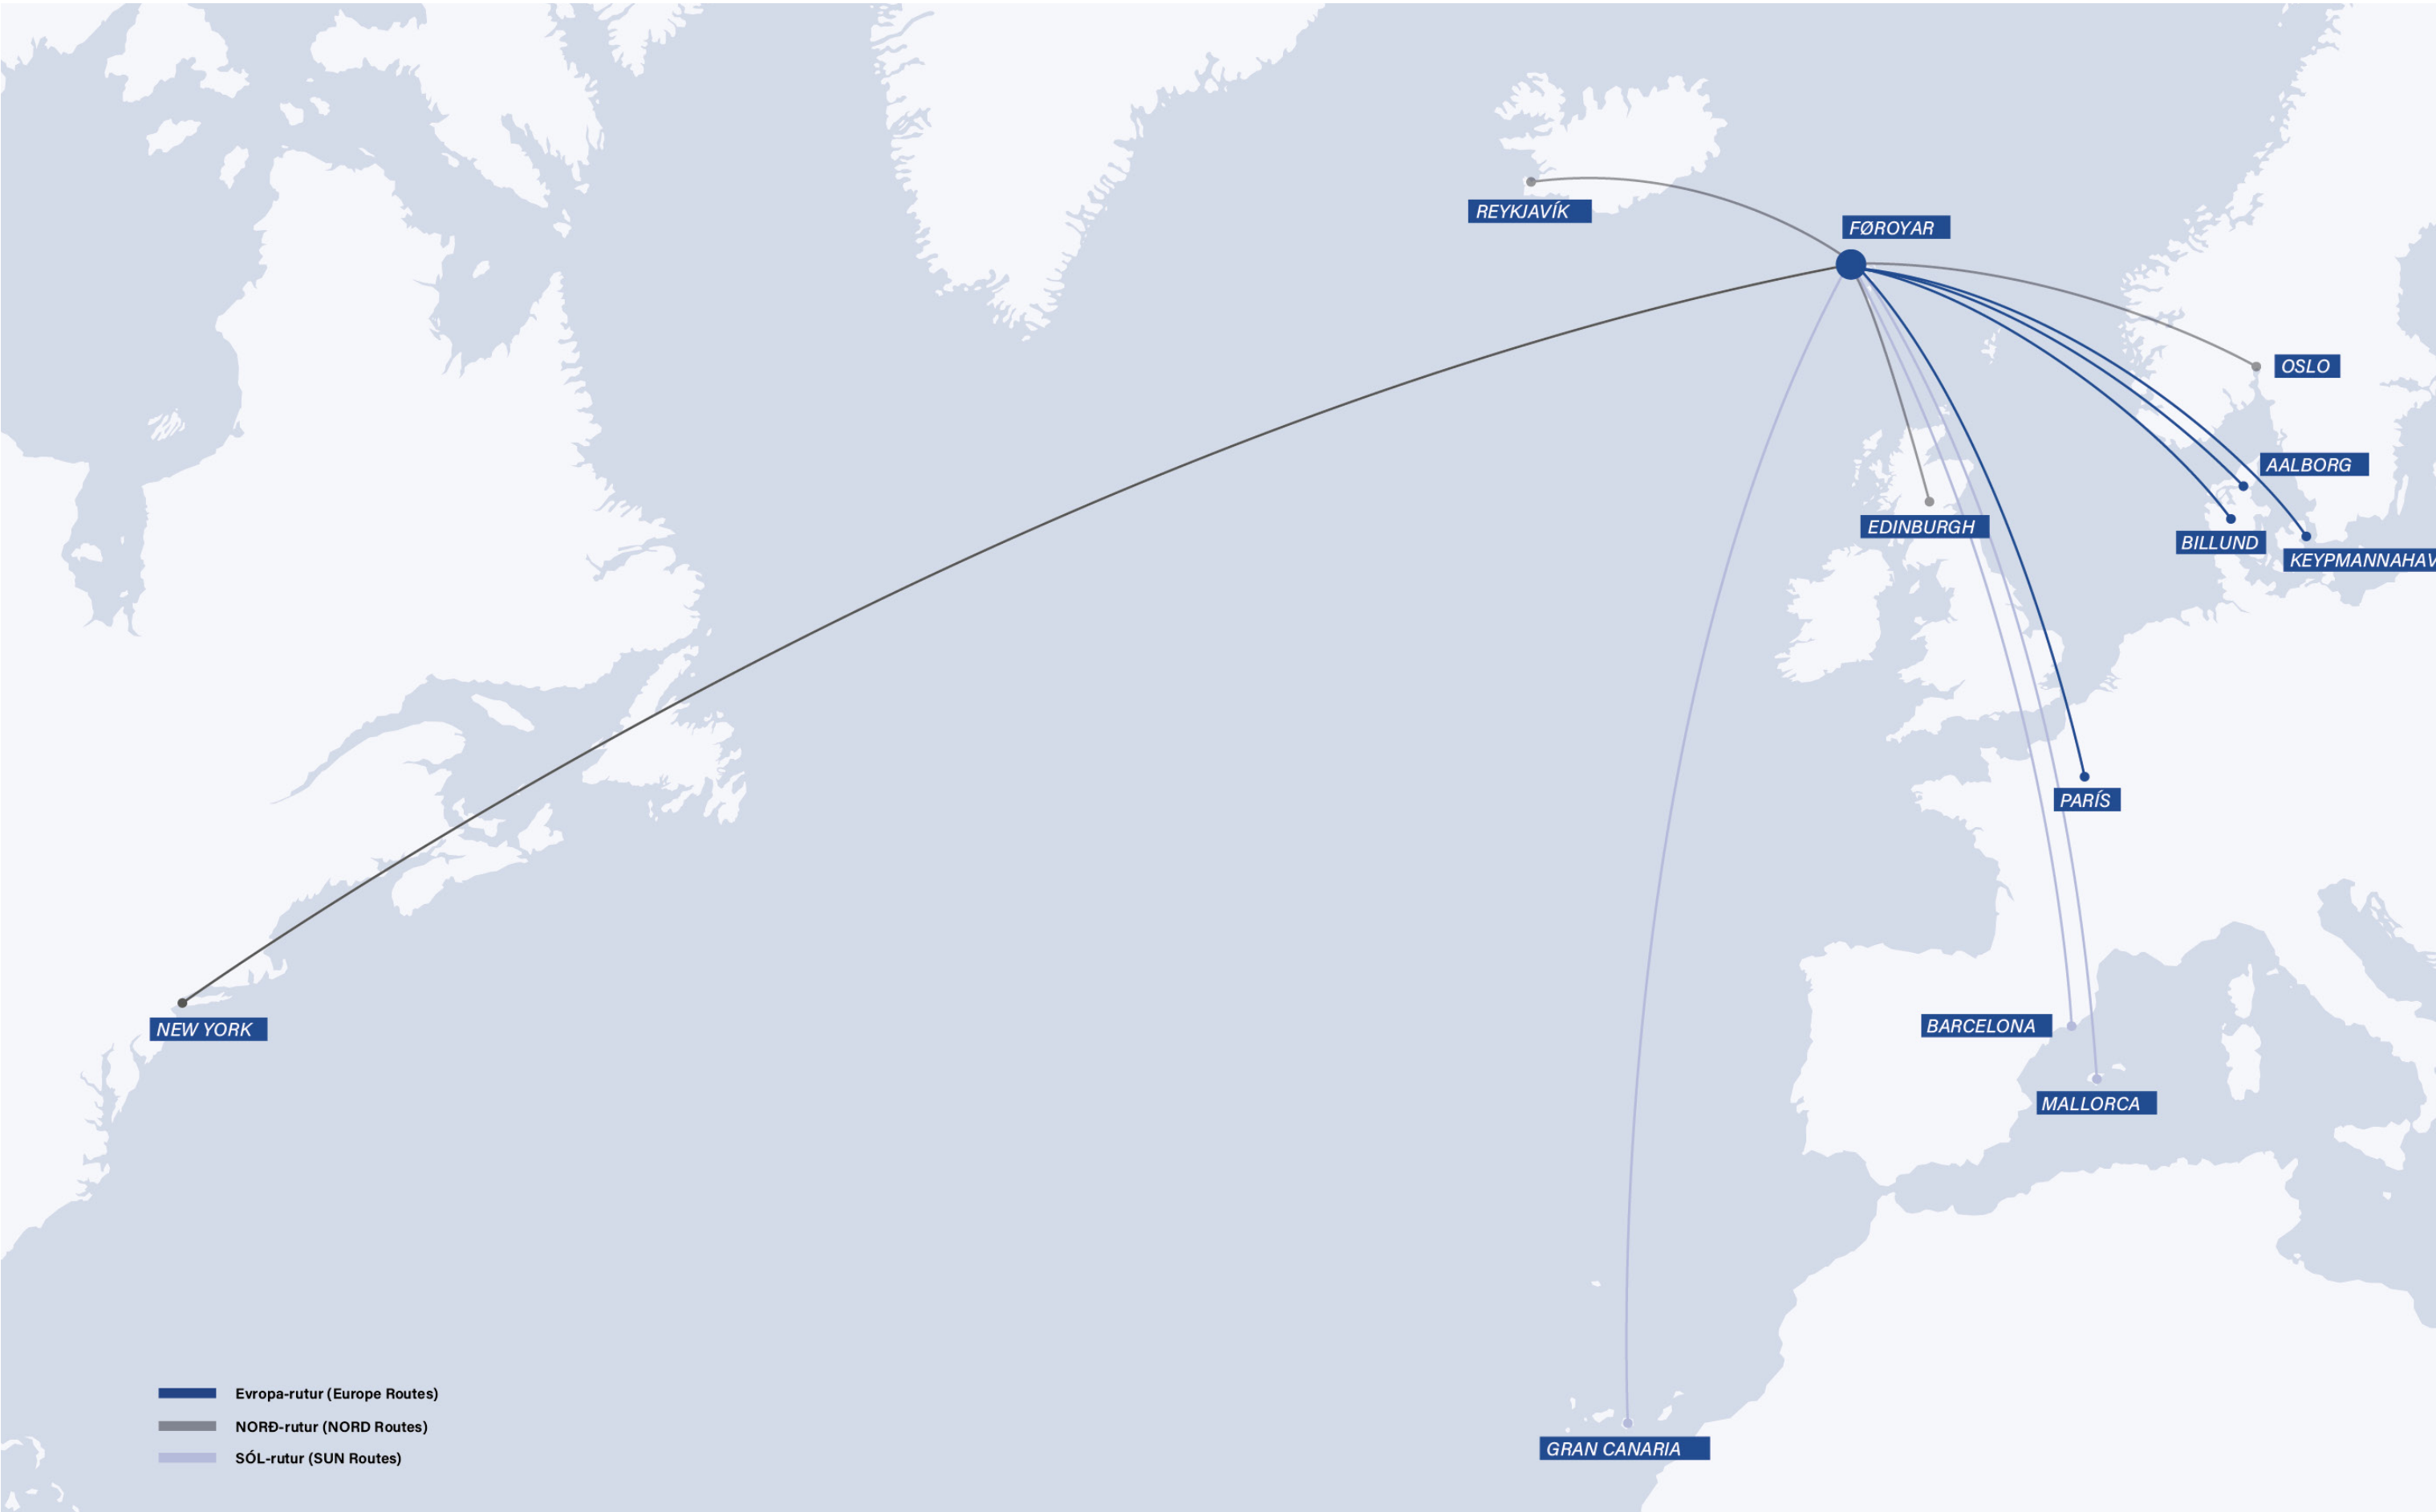 REYKJAVÍK
FØROYAR
OSLO
AALBORG
EDINBURGH
BILLUND
KEYPMANNAHAV
PARÍS
NEW YORK
BARCELONA
MALLORCA
Evropa-rutur (Europe Routes)
NORÐ-rutur (NORD Routes)
SÓL-rutur (SUN Routes)
GRAN CANARIA